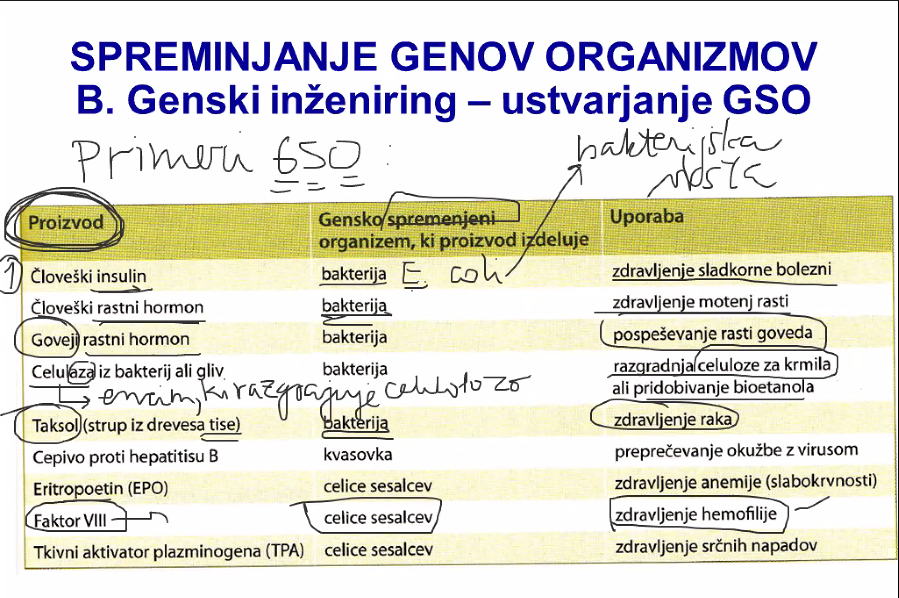 SPREMINJANJE GENOV ORGANIZMOV
B. Genski inženiring – ustvarjanje GSO
Primeri GSO :
bakterijska
vrsta
Proizvod
Gensko spremenjeni
organizem, ki proizvod izdeluje
Uporaba
1 Človeški insulin bakterija E. coli zdravljenje sladkorne bolezni
Človeški rastni hormon bakterija zdravljenje motenj rasti
Goveji rastni hormon bakterija pospeševanje rasti goveda
Celulaza iz bakterij ali gliv bakterija razgradnja celuloze za krmila
ali pridobivanje bioetanola
encim, ki razgrajuje celulozo
Taksol (strup iz drevesa tise) bakterija zdravljenje raka
Cepivo proti hepatitisu B kvasovka preprečevanje okužbe z virusom
Eritropoetin (EPO) celice sesalcev zdravljenje anemije (slabokrvnosti)
Faktor VIII celice sesalcev zdravljenje hemofilije
Tkivni aktivator plazminogena (TPA) celice sesalcev zdravljenje srčnih napadov